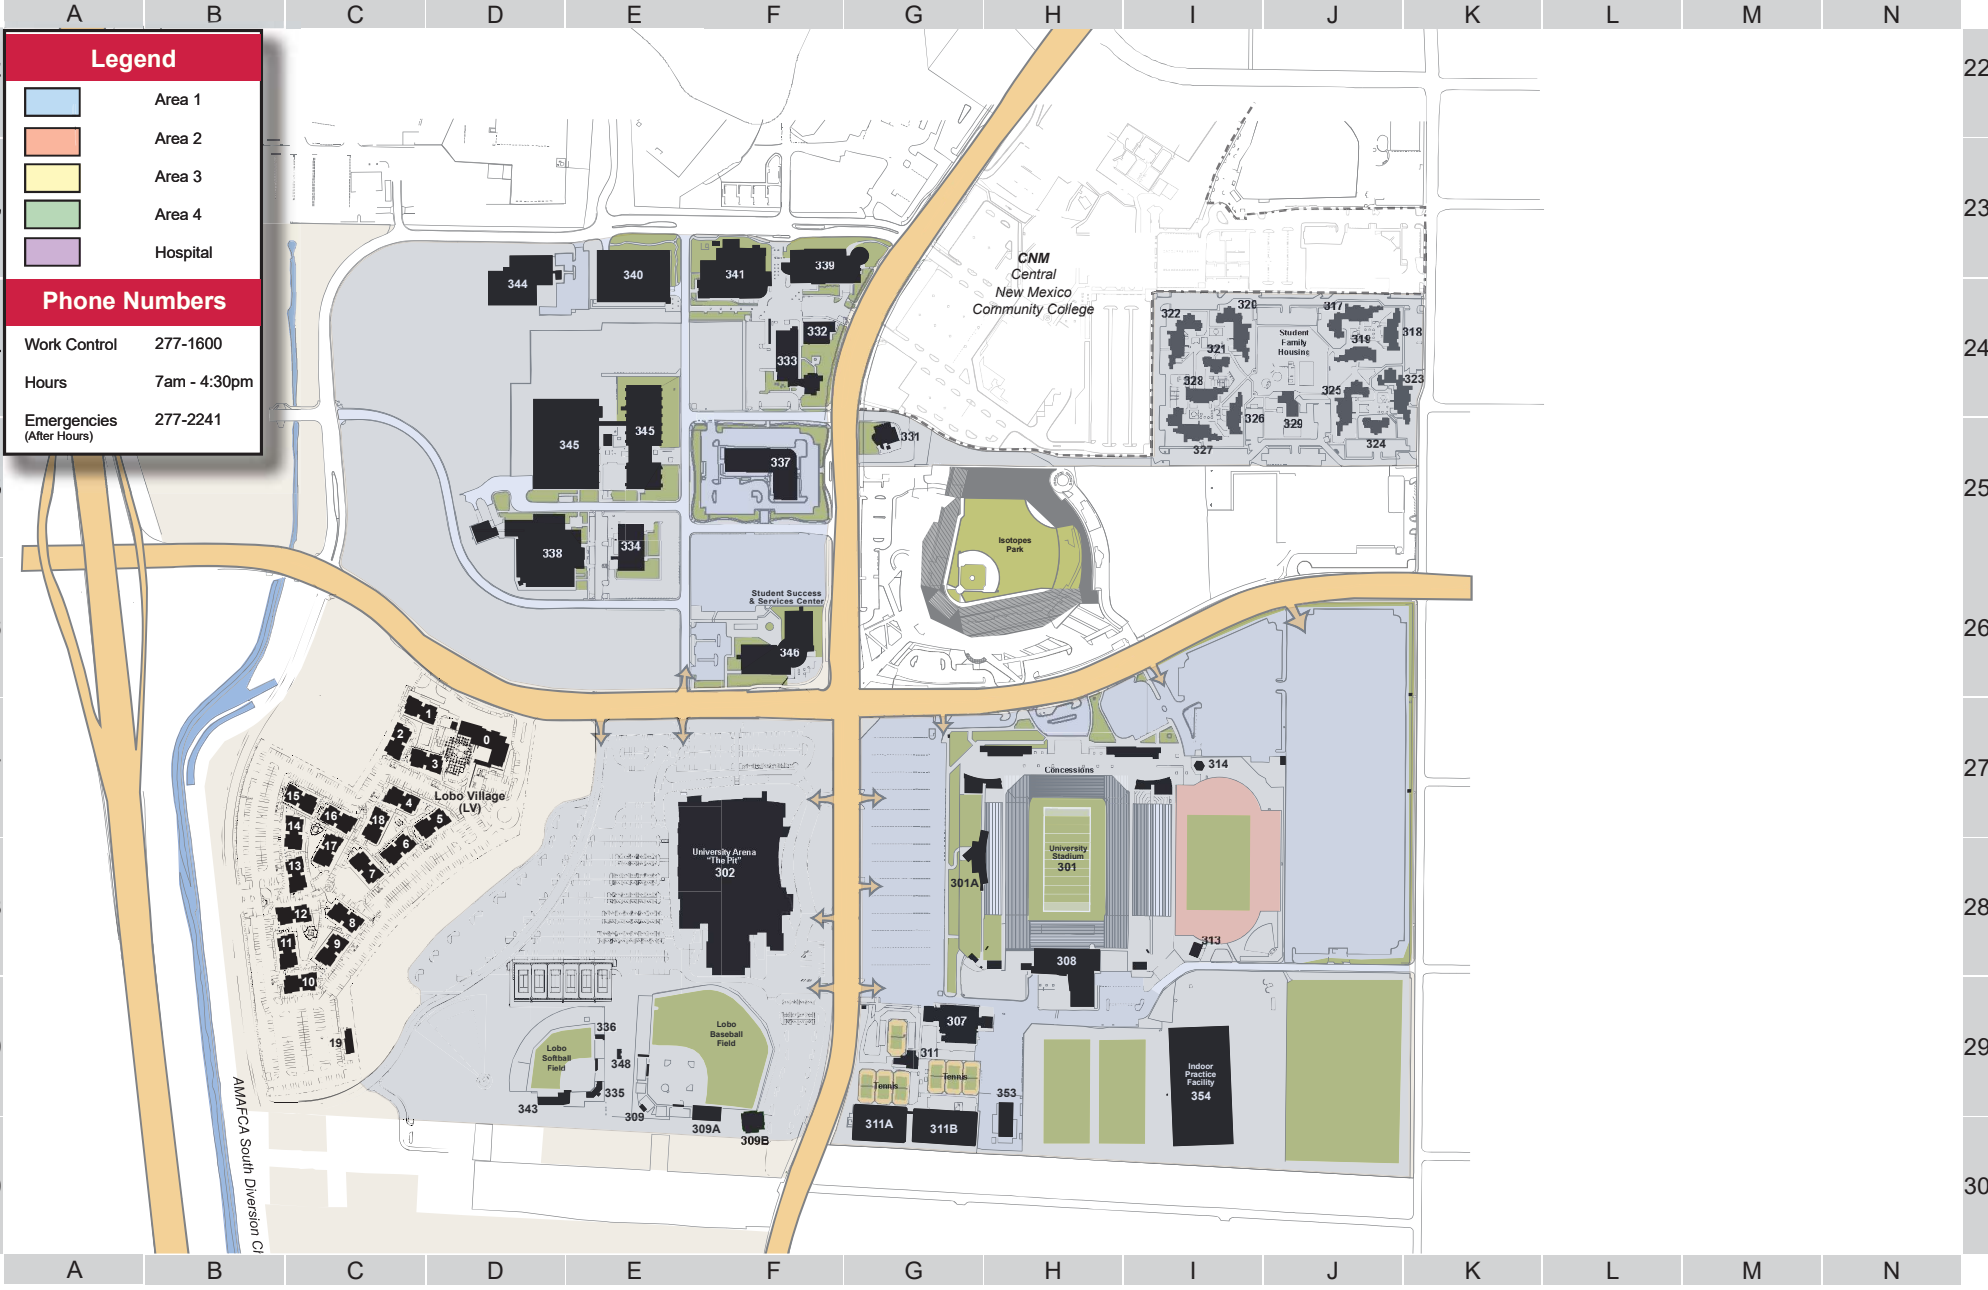 A B C D E F G H I J K L M N
Legend
Area 1
Area 2
Area 3
Area 4
Hospital
Phone Numbers
Work Control 277-1600
Hours 7am - 4:30pm
Emergencies 277-2241
(After Hours)
22
23
24
25
26
27
28
29
30
344
340
341
339
332
333
345
345
337
331
338
334
Student Success
& Services Center
346
CNM
Central
New Mexico
Community College
322
320
317
318
321
Student
Family
Housing
319
328
325
323
326
329
327
324
Isotopes
Park
1
2
0
3
Lobo Village
(LV)
15
4
16
18
5
14
17
6
13
7
12
8
11
9
10
19
AMAFCA South Diversion Ch
University Arena
"The Pit"
302
Concessions
314
University
Stadium
301
301A
313
308
307
311
Tennis
Tennis
311A
311B
353
Indoor
Practice
Facility
354
Lobo
Baseball
Field
Lobo
Softball
Field
336
348
335
343
309
309A
309B
A B C D E F G H I J K L M N